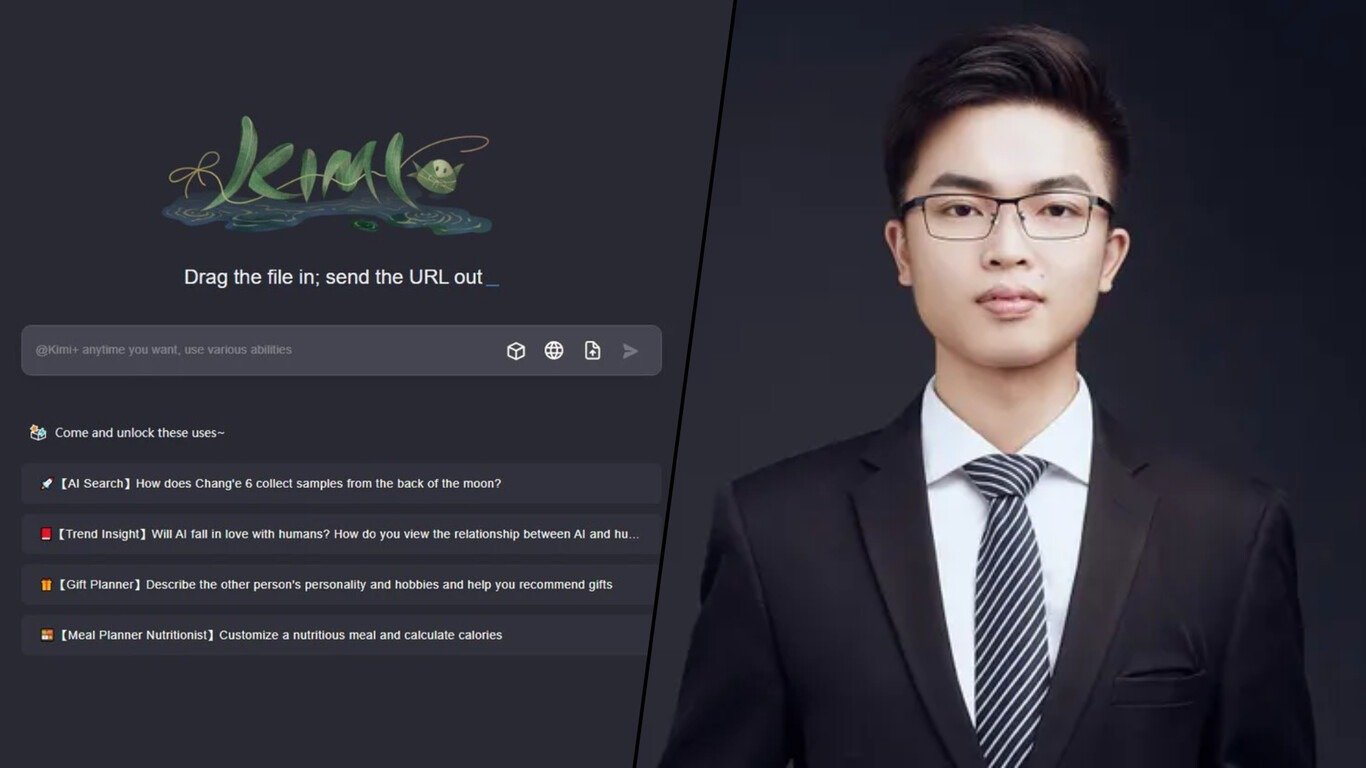 KIMI
Drag the file in; send the URL out_
@Kimi+ anytime you want, use various abilities
Come and unlock these uses~
【AI Search】How does Chang'e 6 collect samples from the back of the moon?
【Trend Insight】Will AI fall in love with humans? How do you view the relationship between AI and hu...
【Gift Planner】Describe the other person's personality and hobbies and help you recommend gifts
【Meal Planner Nutritionist】Customize a nutritious meal and calculate calories